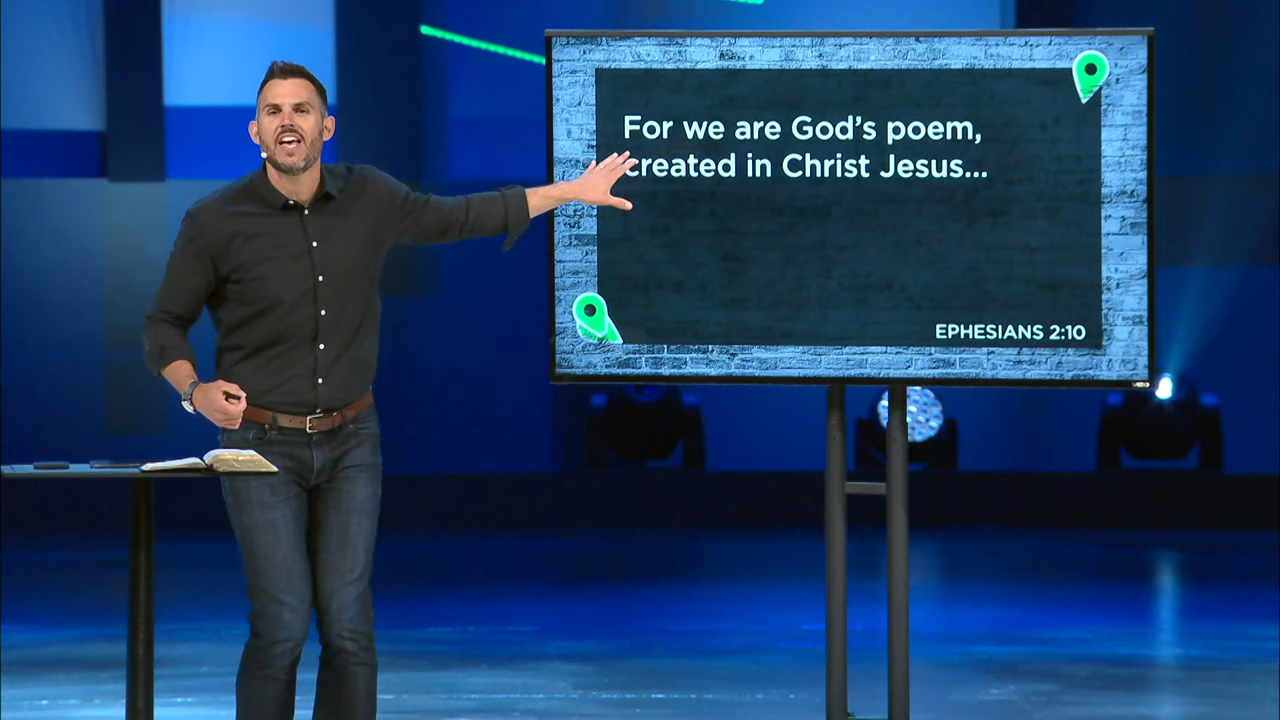 For we are God’s poem,
created in Christ Jesus...
EPHESIANS 2:10